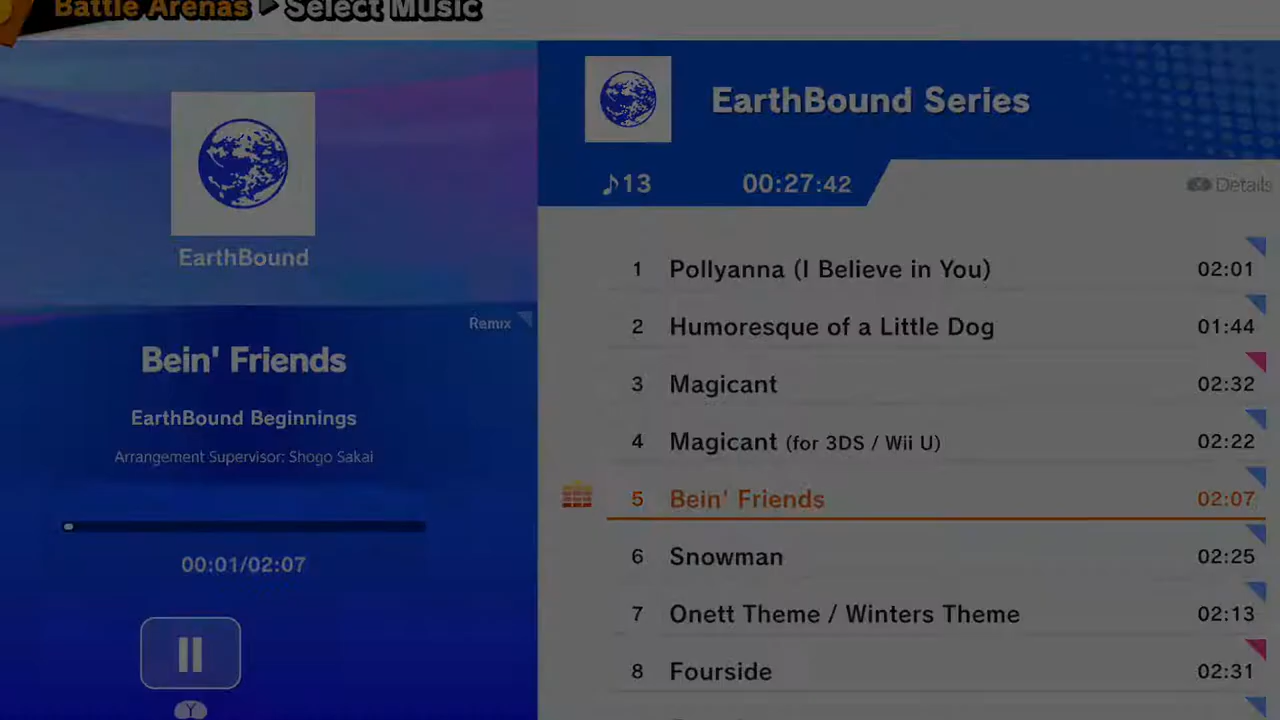 Battle Arenas ▶ Select Music
EarthBound
Remix
Bein' Friends
EarthBound Beginnings
Arrangement Supervisor: Shogo Sakai
00:01/02:07
Y
EarthBound Series
♪13 00:27:42
Details
1 Pollyanna (I Believe in You) 02:01
2 Humoresque of a Little Dog 01:44
3 Magicant 02:32
4 Magicant (for 3DS / Wii U) 02:22
5 Bein' Friends 02:07
6 Snowman 02:25
7 Onett Theme / Winters Theme 02:13
8 Fourside 02:31